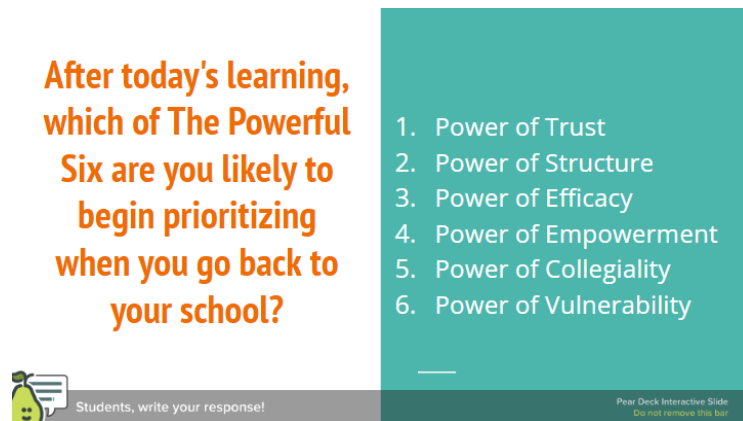 After today's learning,
which of The Powerful
Six are you likely to
begin prioritizing
when you go back to
your school?
1. Power of Trust
2. Power of Structure
3. Power of Efficacy
4. Power of Empowerment
5. Power of Collegiality
6. Power of Vulnerability
Students, write your response!
Pear Deck Interactive Slide
Do not remove this bar